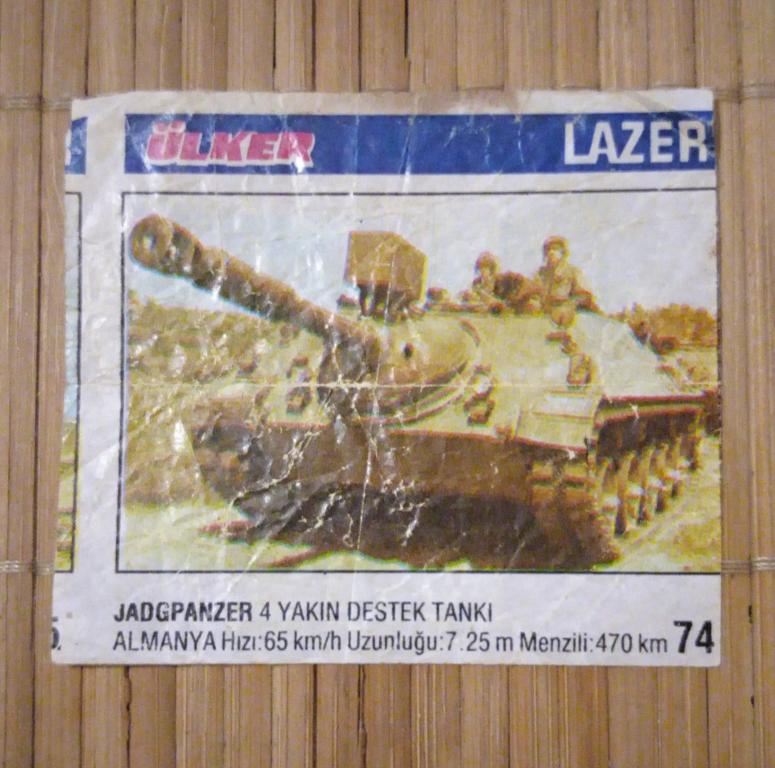 ÜLKER LAZER
JADGPANZER 4 YAKIN DESTEK TANKI
ALMANYA Hızı:65 km/h Uzunluğu:7.25 m Menzili:470 km 74